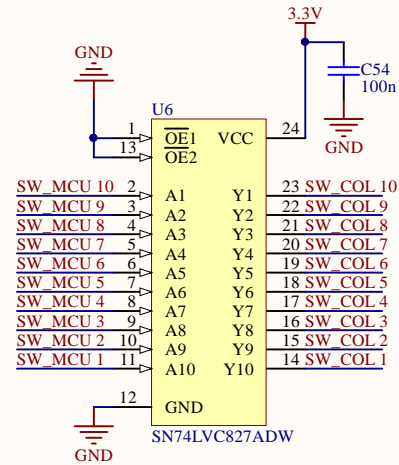 3.3V
GND
C54
100n
GND
U6
1 OE1 VCC 24
13 OE2
SW_MCU 10 2 A1 Y1 23 SW_COL 10
SW_MCU 9 3 A2 Y2 22 SW_COL 9
SW_MCU 8 4 A3 Y3 21 SW_COL 8
SW_MCU 7 5 A4 Y4 20 SW_COL 7
SW_MCU 6 6 A5 Y5 19 SW_COL 6
SW_MCU 5 7 A6 Y6 18 SW_COL 5
SW_MCU 4 8 A7 Y7 17 SW_COL 4
SW_MCU 3 9 A8 Y8 16 SW_COL 3
SW_MCU 2 10 A9 Y9 15 SW_COL 2
SW_MCU 1 11 A10 Y10 14 SW_COL 1
12 GND
SN74LVC827ADW
GND